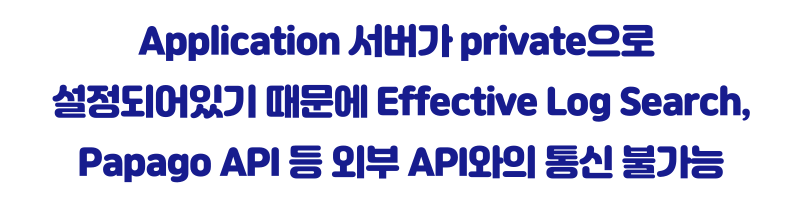 Application 서버가 private으로
설정되어있기 때문에 Effective Log Search,
Papago API 등 외부 API와의 통신 불가능